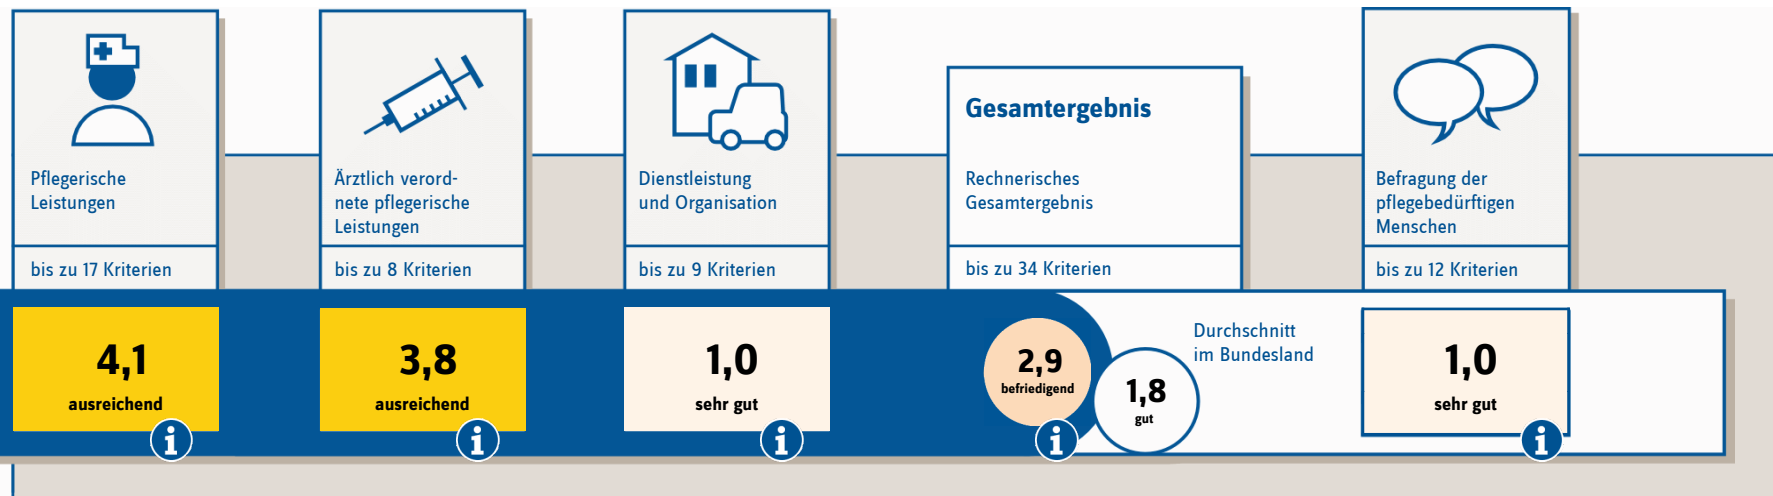 Pflegerische
Leistungen
bis zu 17 Kriterien
4,1
ausreichend
i
Ärztlich verord-
nete pflegerische
Leistungen
bis zu 8 Kriterien
3,8
ausreichend
i
Dienstleistung
und Organisation
bis zu 9 Kriterien
1,0
sehr gut
i
Gesamtergebnis
Rechnerisches
Gesamtergebnis
bis zu 34 Kriterien
2,9
befriedigend
i
1,8
gut
Durchschnitt
im Bundesland
Befragung der
pflegebedürftigen
Menschen
bis zu 12 Kriterien
1,0
sehr gut
i